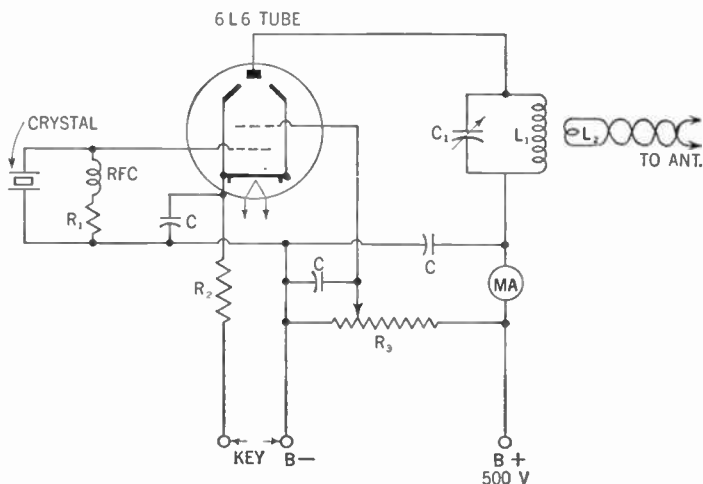 6L6 TUBE
CRYSTAL
RFC
R₁
C
R₂
C
C
R₃
C₁
L₁
L₂
TO ANT.
MA
KEY
B−
B+
500 V